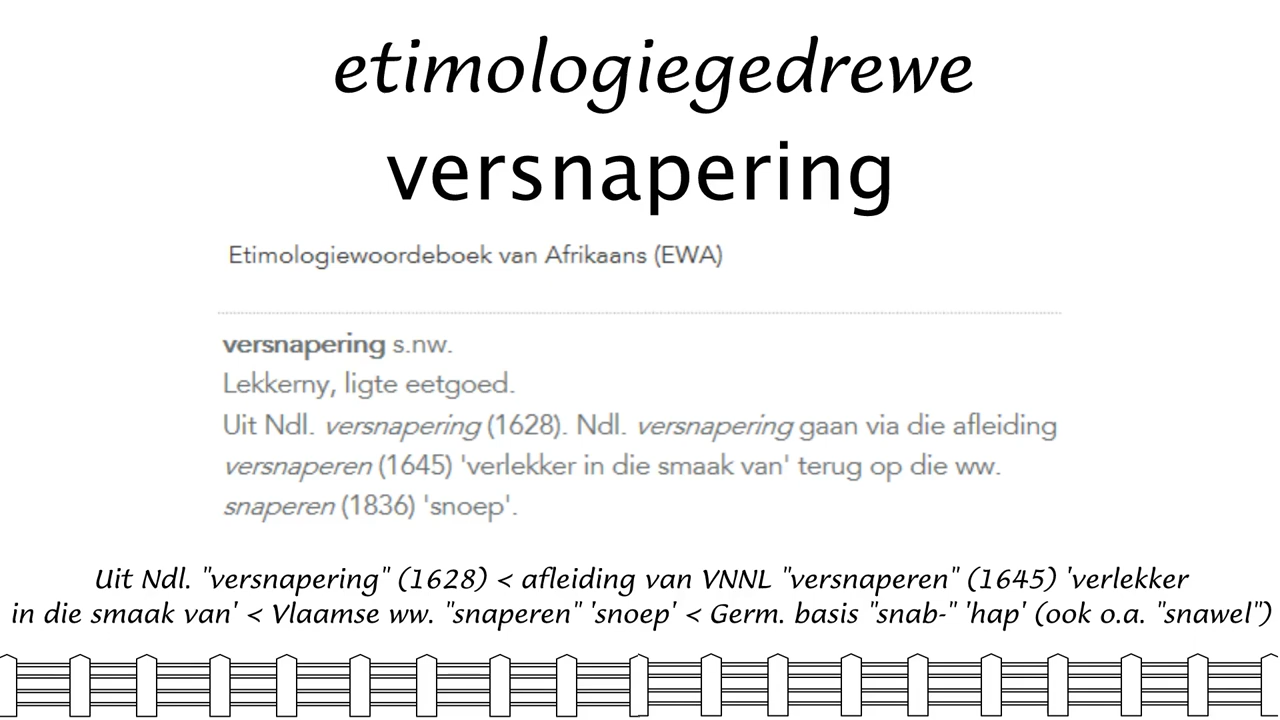 etimologiegedrewe
versnapering
Etimologiewoordeboek van Afrikaans (EWA)
versnapering s.nw.
Lekkerny, ligte eetgoed.
Uit Ndl. versnapering (1628). Ndl. versnapering gaan via die afleiding
versnaperen (1645) 'verlekker in die smaak van' terug op die ww.
snaperen (1836) 'snoep'.
Uit Ndl. "versnapering" (1628) < afleiding van VNNL "versnaperen" (1645) 'verlekker
in die smaak van' < Vlaamse ww. "snaperen" 'snoep' < Germ. basis "snab-" 'hap' (ook o.a. "snawel")